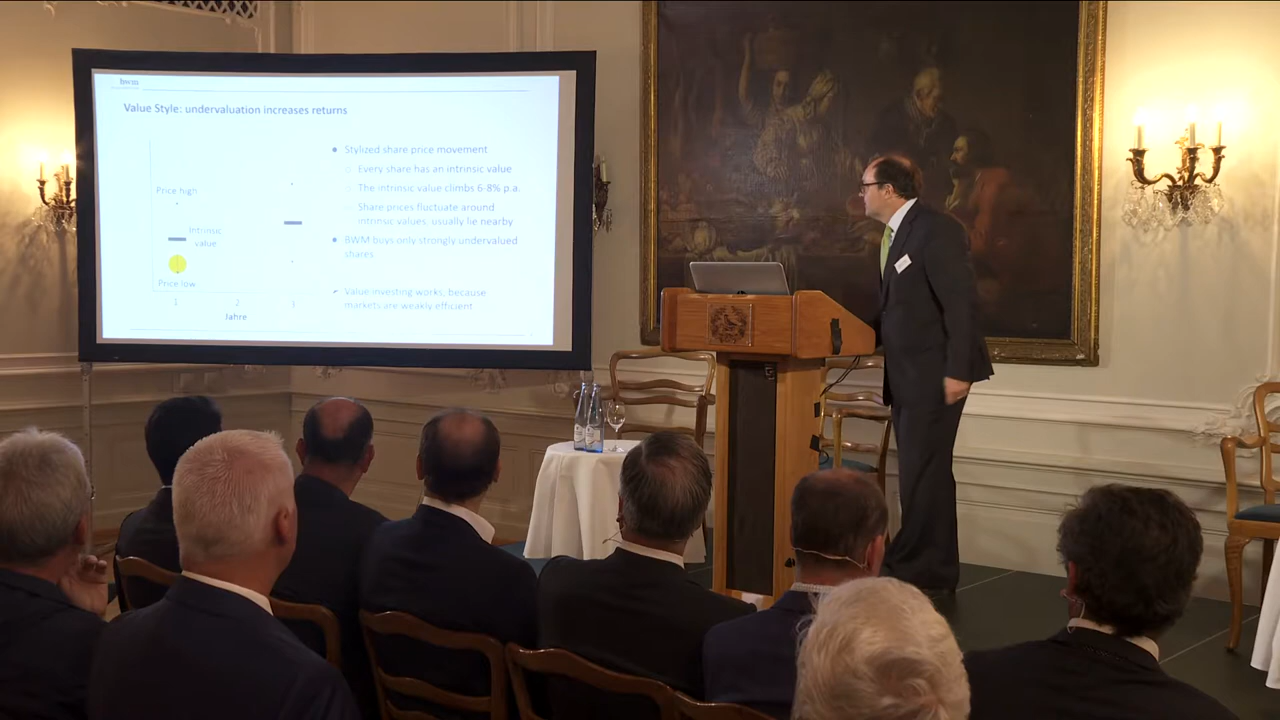 bwm
Value Style: undervaluation increases returns
Price high
Intrinsic
value
Price low
1
2
3
Jahre
Stylized share price movement
Every share has an intrinsic value
The intrinsic value climbs 6-8% p.a.
Share prices fluctuate around
intrinsic values, usually lie nearby
BWM buys only strongly undervalued
shares
Value investing works, because
markets are weakly efficient